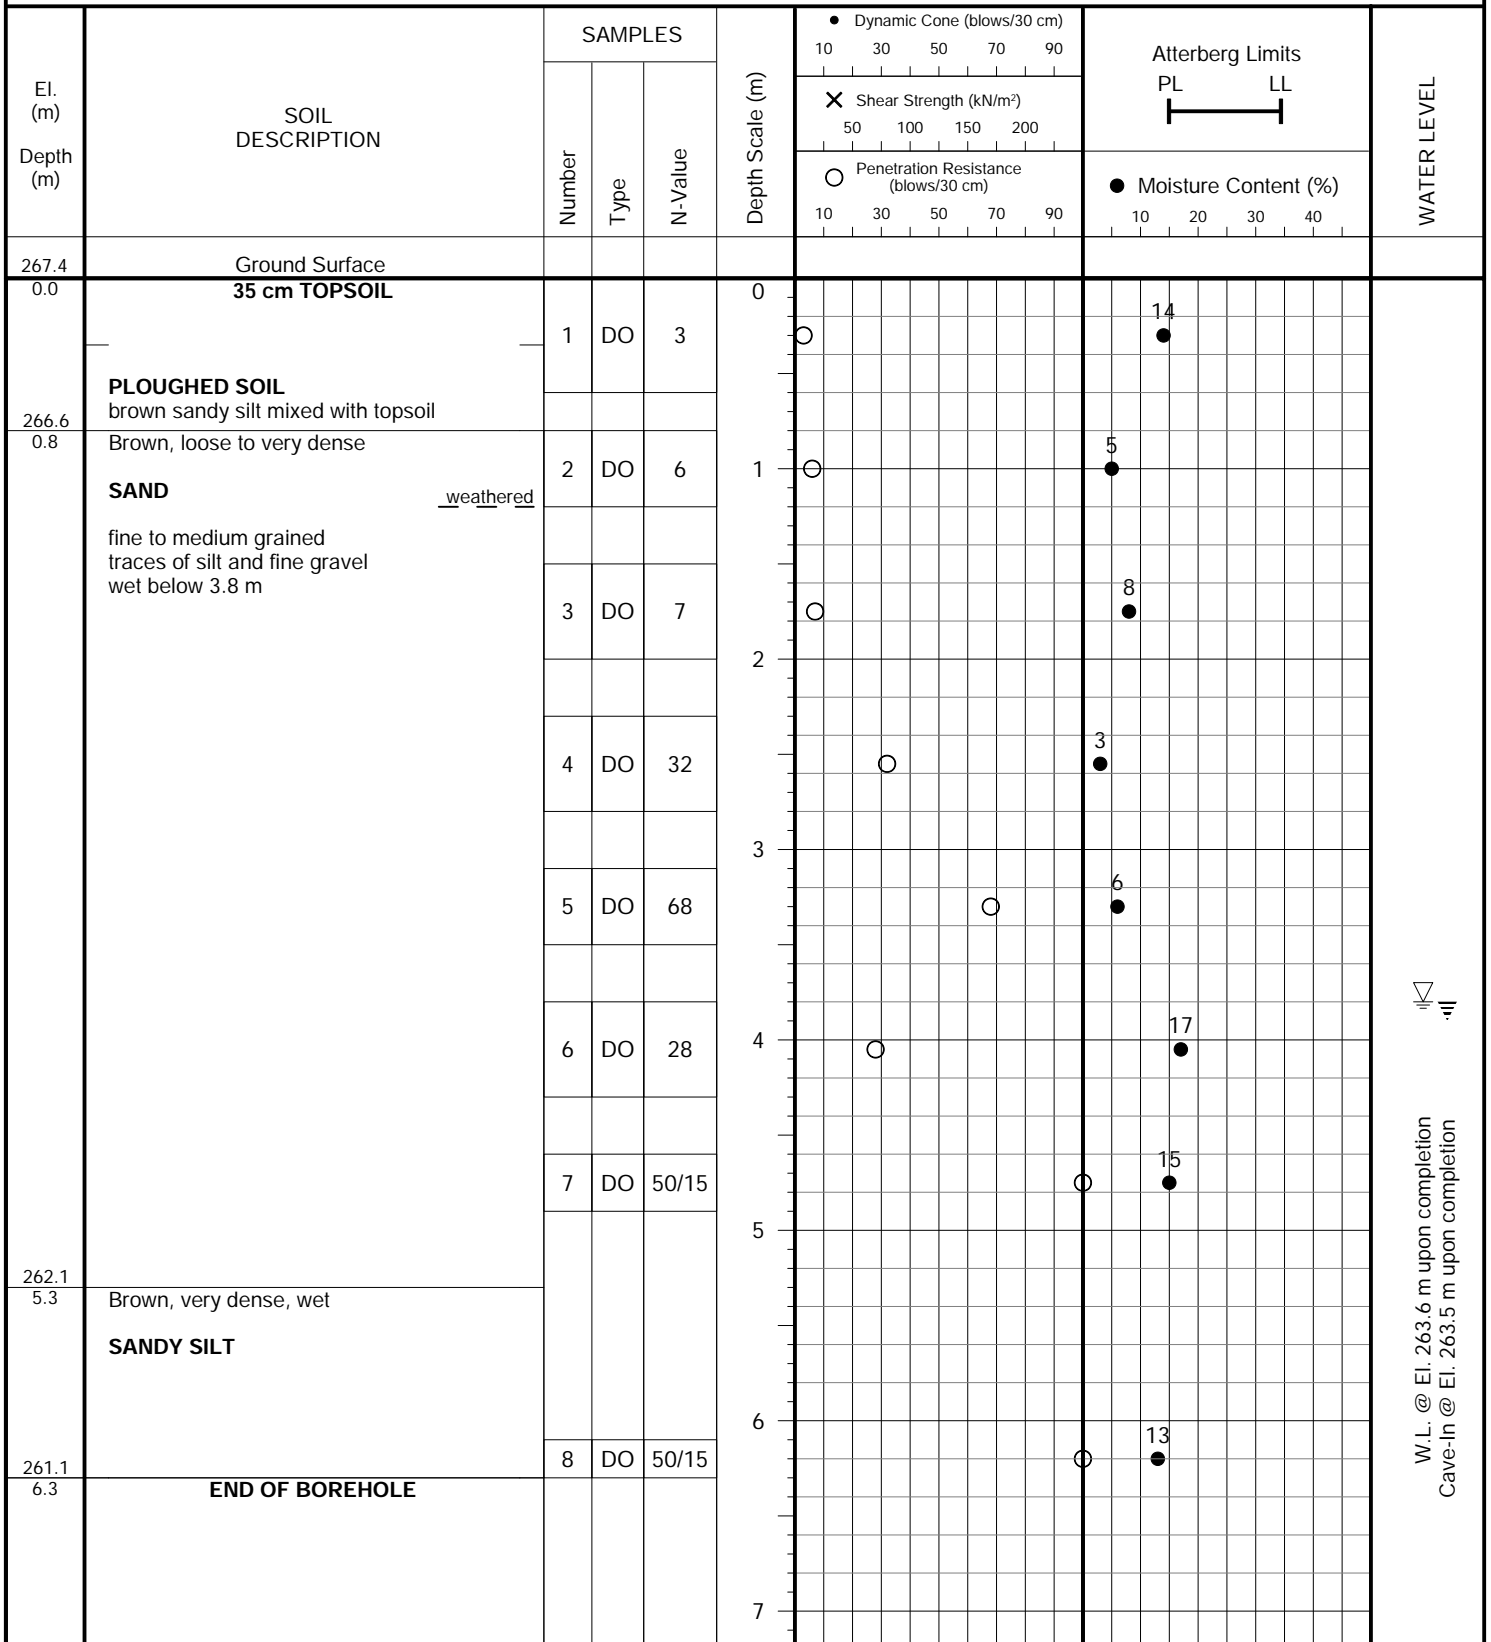 El.
(m)
Depth
(m)
SOIL
DESCRIPTION
SAMPLES
Number
Type
N-Value
Depth Scale (m)
Dynamic Cone (blows/30 cm)
10 30 50 70 90
Shear Strength (kN/m²)
50 100 150 200
Penetration Resistance
(blows/30 cm)
10 30 50 70 90
Atterberg Limits
PL LL
Moisture Content (%)
10 20 30 40
WATER LEVEL
267.4 Ground Surface
0.0 35 cm TOPSOIL 0
14
1 DO 3
PLOUGHED SOIL
brown sandy silt mixed with topsoil
266.6
0.8 Brown, loose to very dense
5
2 DO 6 1
SAND
weathered
fine to medium grained
traces of silt and fine gravel
wet below 3.8 m
8
3 DO 7
2
3
4 DO 32
3
6
5 DO 68
17
4
6 DO 28
15
7 DO 50/15
5
262.1
5.3 Brown, very dense, wet
SANDY SILT
6
13
8 DO 50/15
261.1
6.3 END OF BOREHOLE
7
W.L. @ El. 263.6 m upon completion
Cave-In @ El. 263.5 m upon completion